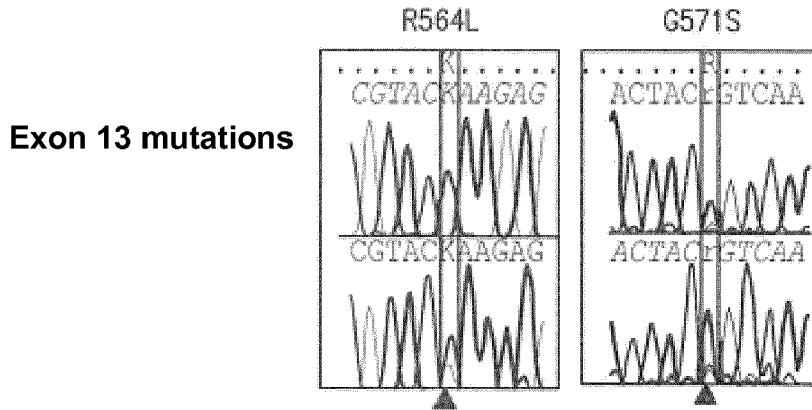 R564L G571S
K R
CGTACKAAGAG ACTACrGTCAA
Exon 13 mutations
CGTACKAAGAG ACTACrGTCAA